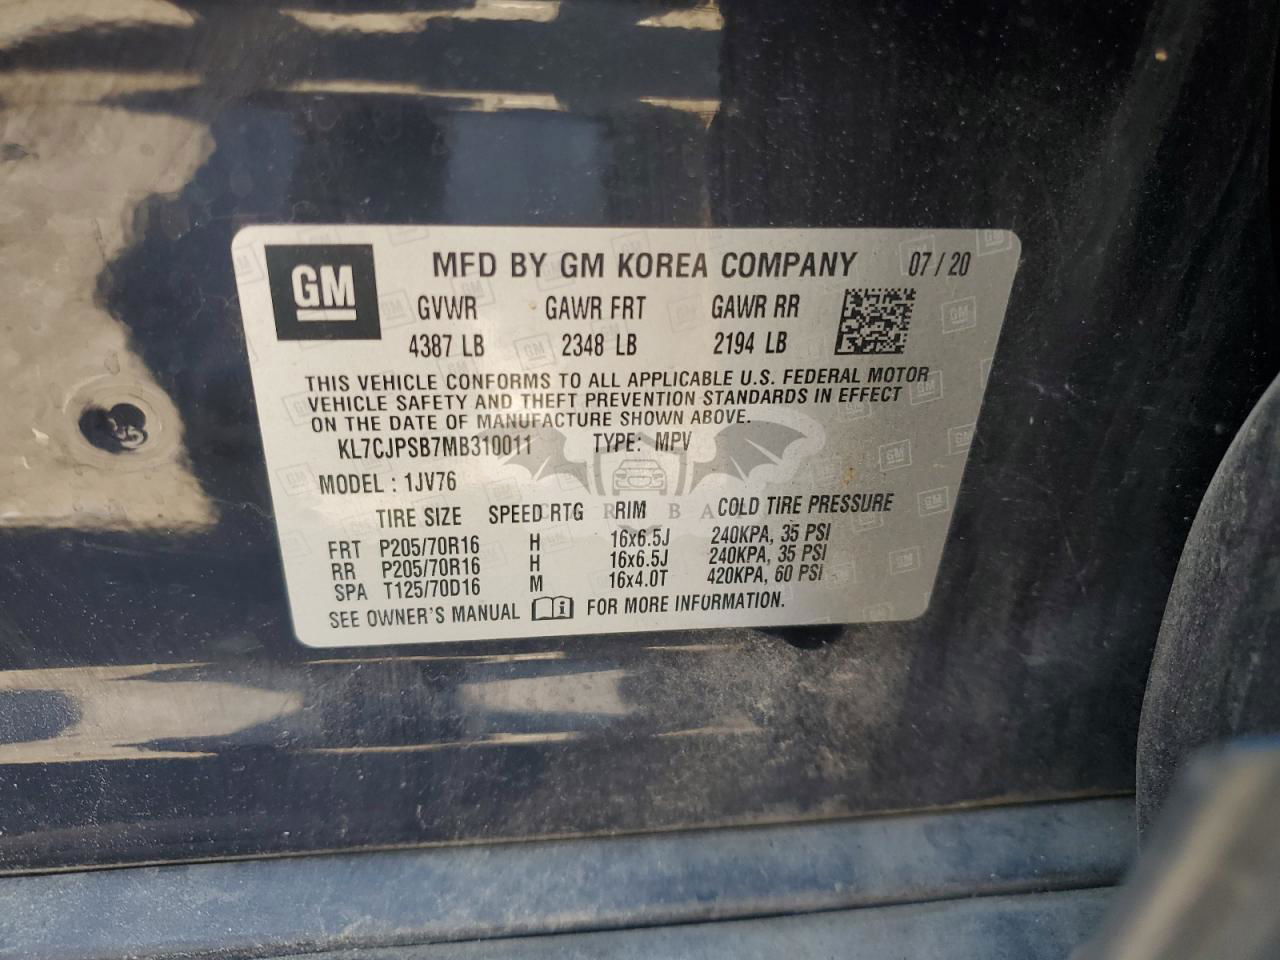 GM
MFD BY GM KOREA COMPANY 07/20
GVWR GAWR FRT GAWR RR
4387 LB 2348 LB 2194 LB
THIS VEHICLE CONFORMS TO ALL APPLICABLE U.S. FEDERAL MOTOR
VEHICLE SAFETY AND THEFT PREVENTION STANDARDS IN EFFECT
ON THE DATE OF MANUFACTURE SHOWN ABOVE.
KL7CJPSB7MB310011 TYPE: MPV
MODEL : 1JV76
TIRE SIZE SPEED RTG RIM COLD TIRE PRESSURE
FRT P205/70R16 H 16x6.5J 240KPA, 35 PSI
RR P205/70R16 H 16x6.5J 240KPA, 35 PSI
SPA T125/70D16 M 16x4.0T 420KPA, 60 PSI
SEE OWNER'S MANUAL FOR MORE INFORMATION.